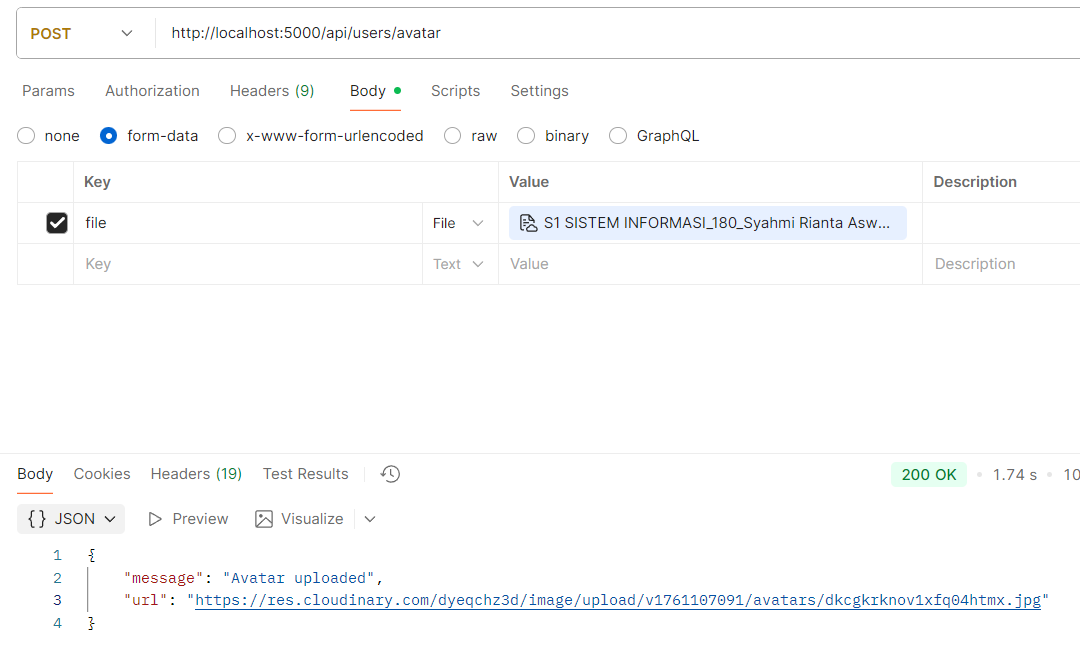 POST http://localhost:5000/api/users/avatar
Params Authorization Headers (9) Body Scripts Settings
none form-data x-www-form-urlencoded raw binary GraphQL
Key Value Description
file File S1 SISTEM INFORMASI_180_Syahmi Rianta Asw...
Key Text Value Description
Body Cookies Headers (19) Test Results 200 OK 1.74 s 10
{} JSON Preview Visualize
1 {
2 "message": "Avatar uploaded",
3 "url": "https://res.cloudinary.com/dyeqchz3d/image/upload/v1761107091/avatars/dkcgkrknov1xfq04htmx.jpg"
4 }